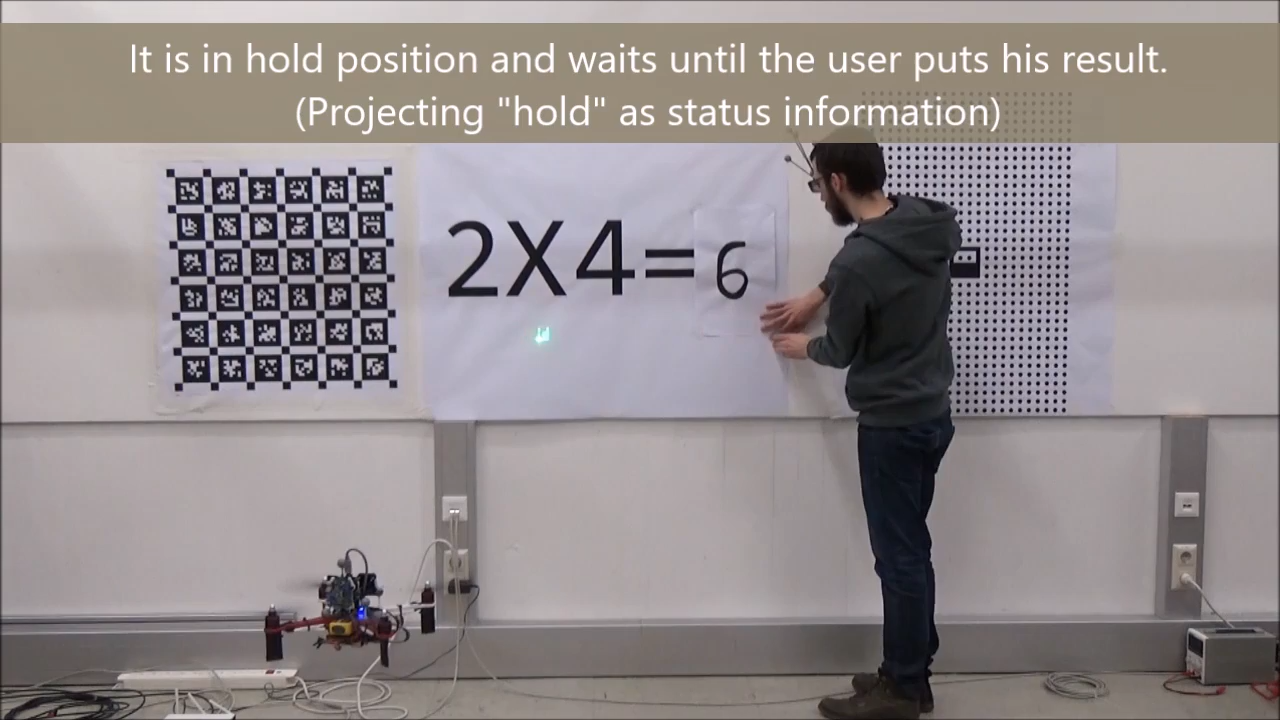 It is in hold position and waits until the user puts his result.
(Projecting "hold" as status information)
2X4=6